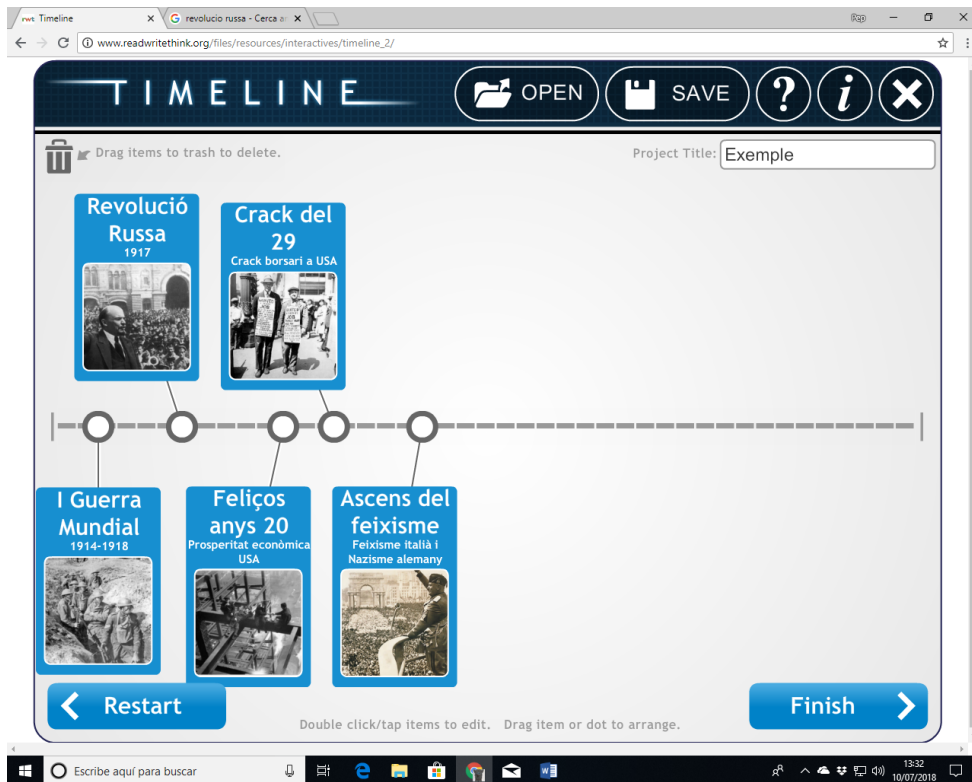 rwt Timeline
revolucio russa - Cerca a
Rep
www.readwritethink.org/files/resources/interactives/timeline_2/
TIMELINE
OPEN
SAVE
?
i
Drag items to trash to delete.
Project Title:
Exemple
Revolució
Russa
1917
Crack del
29
Crack borsari a USA
I Guerra
Mundial
1914-1918
Feliços
anys 20
Prosperitat econòmica
USA
Ascens del
feixisme
Feixisme italià i
Nazisme alemany
Restart
Double click/tap items to edit. Drag item or dot to arrange.
Finish
Escribe aquí para buscar
13:32
10/07/2018